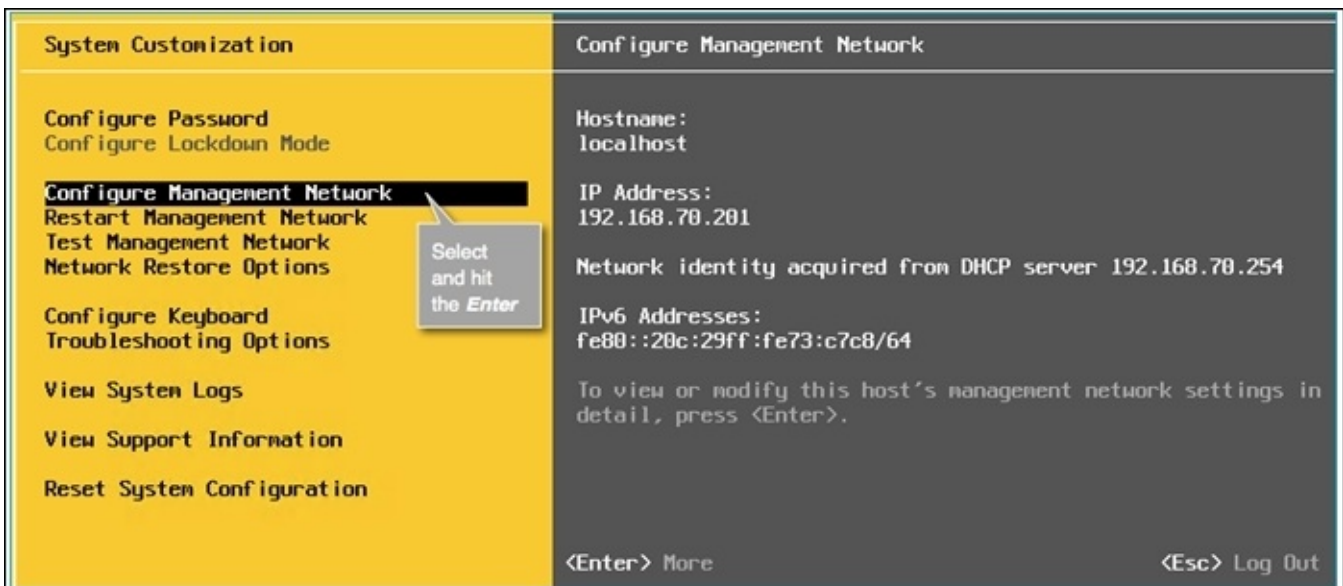 System Customization
Configure Password
Configure Lockdown Mode
Configure Management Network
Restart Management Network
Test Management Network
Network Restore Options
Configure Keyboard
Troubleshooting Options
View System Logs
View Support Information
Reset System Configuration
Select
and hit
the Enter
Configure Management Network
Hostname:
localhost
IP Address:
192.168.70.201
Network identity acquired from DHCP server 192.168.70.254
IPv6 Addresses:
fe80::20c:29ff:fe73:c7c8/64
To view or modify this host's management network settings in
detail, press <Enter>.
<Enter> More
<Esc> Log Out